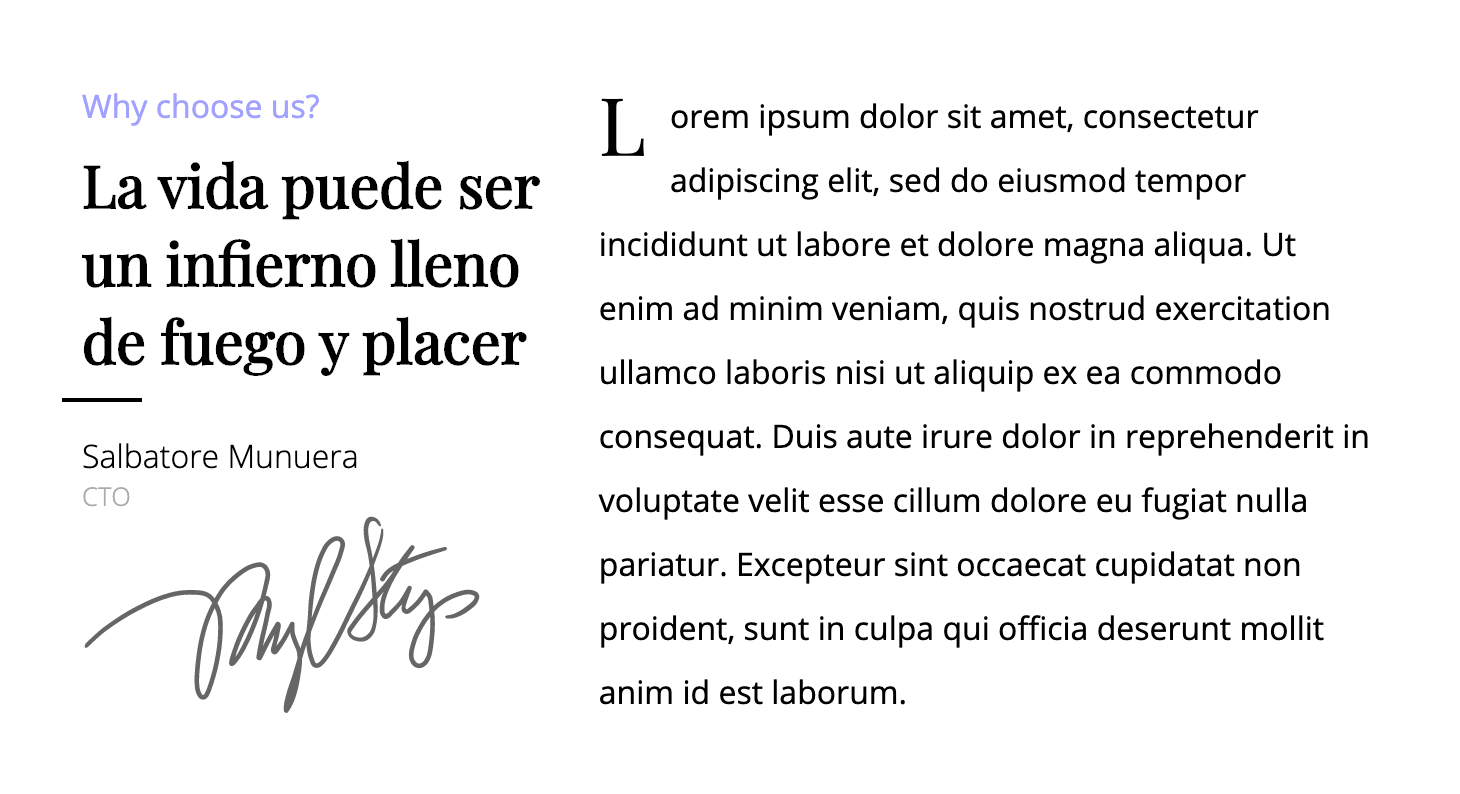 Why choose us?
La vida puede ser
un infierno lleno
de fuego y placer
Salbatore Munuera
CTO
Lorem ipsum dolor sit amet, consectetur
adipiscing elit, sed do eiusmod tempor
incididunt ut labore et dolore magna aliqua. Ut
enim ad minim veniam, quis nostrud exercitation
ullamco laboris nisi ut aliquip ex ea commodo
consequat. Duis aute irure dolor in reprehenderit in
voluptate velit esse cillum dolore eu fugiat nulla
pariatur. Excepteur sint occaecat cupidatat non
proident, sunt in culpa qui officia deserunt mollit
anim id est laborum.